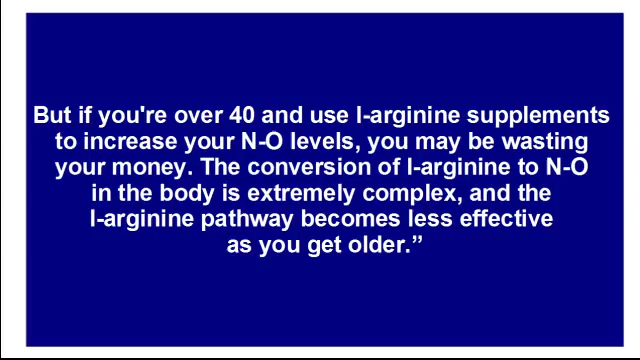 But if you're over 40 and use l-arginine supplements
to increase your N-O levels, you may be wasting
your money. The conversion of l-arginine to N-O
in the body is extremely complex, and the
l-arginine pathway becomes less effective
as you get older.”